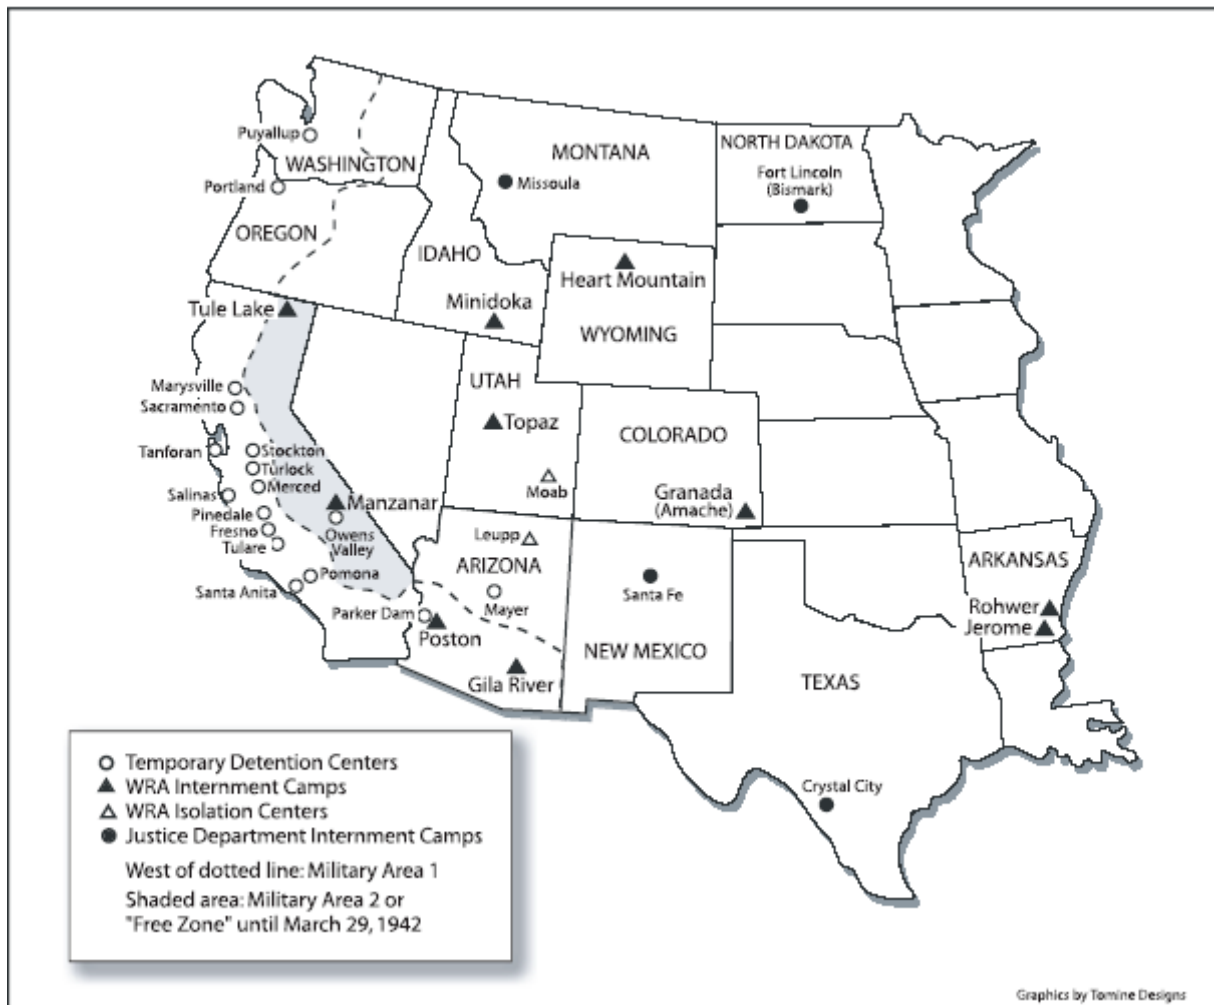 Puyallup
WASHINGTON
MONTANA
NORTH DAKOTA
Fort Lincoln
(Bismark)
Missoula
Portland
OREGON
IDAHO
Heart Mountain
Tule Lake
Minidoka
WYOMING
Marysville
Sacramento
UTAH
Topaz
COLORADO
Tanforan
Stockton
Turlock
Merced
Salinas
Moab
Granada
(Amache)
Manzanar
Pinedale
Fresno
Tulare
Owens
Valley
Leupp
ARIZONA
ARKANSAS
Pomona
Santa Anita
Mayer
Santa Fe
Parker Dam
Poston
Rohwer
Jerome
NEW MEXICO
Gila River
TEXAS
Crystal City
Temporary Detention Centers
WRA Internment Camps
WRA Isolation Centers
Justice Department Internment Camps
West of dotted line: Military Area 1
Shaded area: Military Area 2 or
"Free Zone" until March 29, 1942
Graphics by Tomine Designs